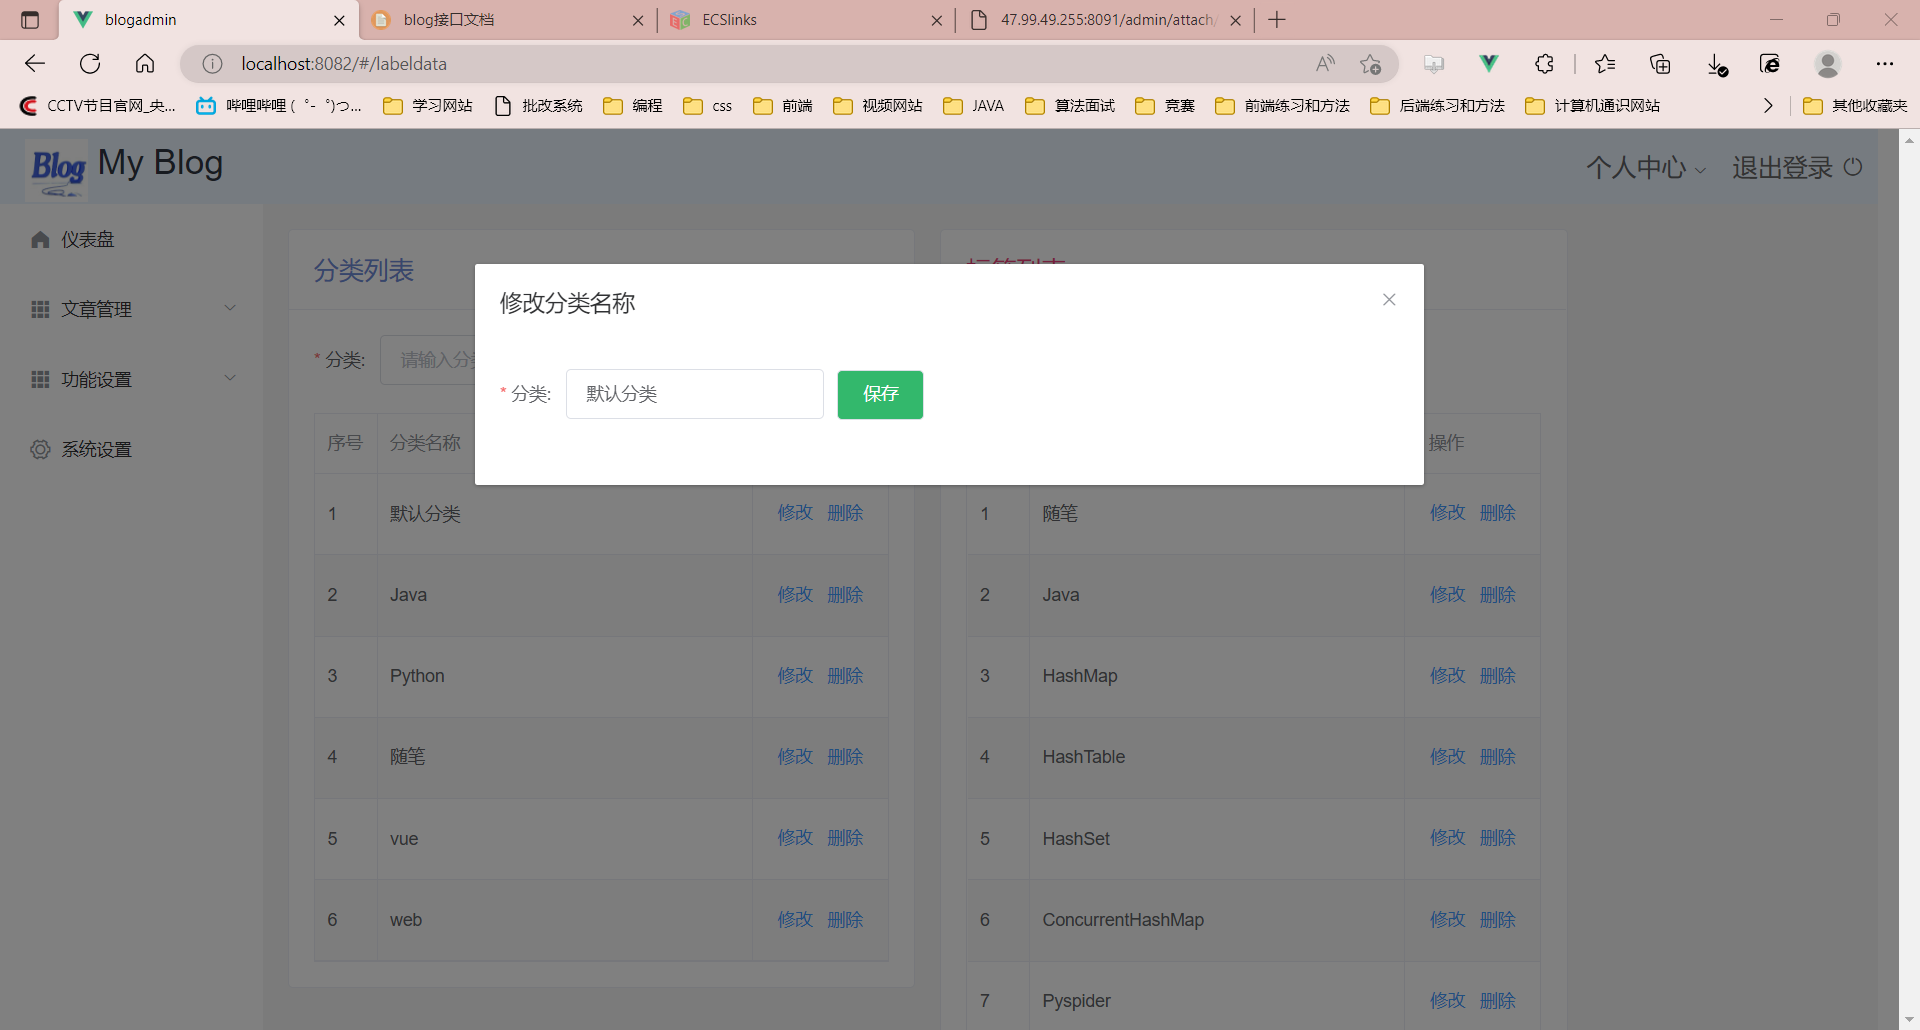 blogadmin
blog接口文档
ECSlinks
47.99.49.255:8091/admin/attach/
localhost:8082/#/labeldata
CCTV节目官网_央...
哔哩哔哩 (゜-゜)つ...
学习网站
批改系统
编程
css
前端
视频网站
JAVA
算法面试
竞赛
前端练习和方法
后端练习和方法
计算机通识网站
其他收藏夹
Blog
My Blog
个人中心
退出登录
仪表盘
文章管理
功能设置
系统设置
分类列表
标签列表
修改分类名称
* 分类: 请输入分类
* 分类: 默认分类 保存
序号 分类名称
操作
1 默认分类 修改 删除
2 Java 修改 删除
3 Python 修改 删除
4 随笔 修改 删除
5 vue 修改 删除
6 web 修改 删除
1 随笔 修改 删除
2 Java 修改 删除
3 HashMap 修改 删除
4 HashTable 修改 删除
5 HashSet 修改 删除
6 ConcurrentHashMap 修改 删除
7 Pyspider 修改 删除